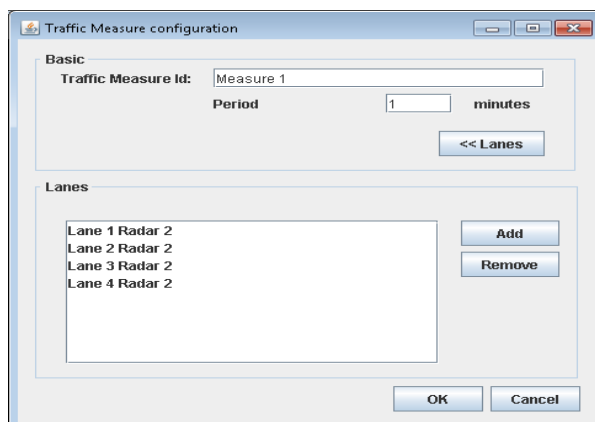 Traffic Measure configuration
Basic
Traffic Measure Id: Measure 1
Period 1 minutes
<< Lanes
Lanes
Lane 1 Radar 2
Lane 2 Radar 2
Lane 3 Radar 2
Lane 4 Radar 2
Add
Remove
OK Cancel